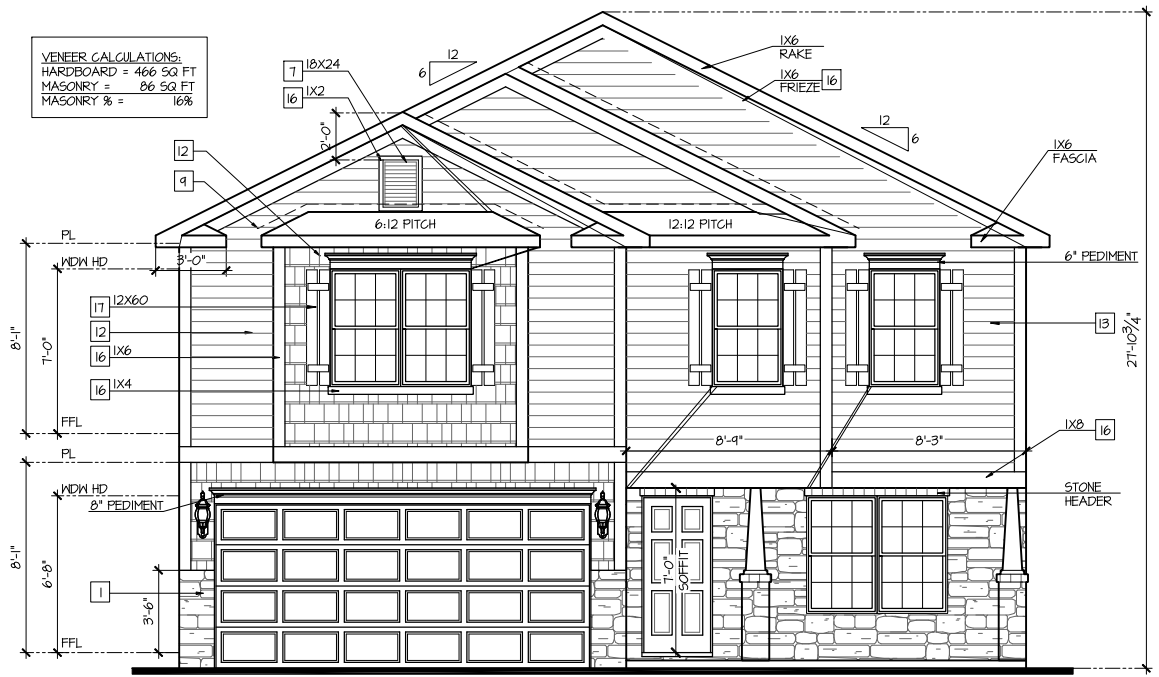 VENEER CALCULATIONS:
HARDBOARD = 466 SQ FT
MASONRY = 86 SQ FT
MASONRY % = 16%
12
6
7 18X24
16 1X2
2'-0"
12
9
1X6
RAKE
1X6
FRIEZE 16
12
6
1X6
FASCIA
6:12 PITCH
12:12 PITCH
PL
3'-0"
WDW HD
6" PEDIMENT
17 12X60
12
16 1X6
16 1X4
13
27'-10 3/4"
8'-1"
7'-0"
FFL
PL
8'-9"
8'-3"
1X8 16
WDW HD
8" PEDIMENT
STONE
HEADER
8'-1"
6'-8"
1
3'-6"
7'-0"
SOFFIT
FFL